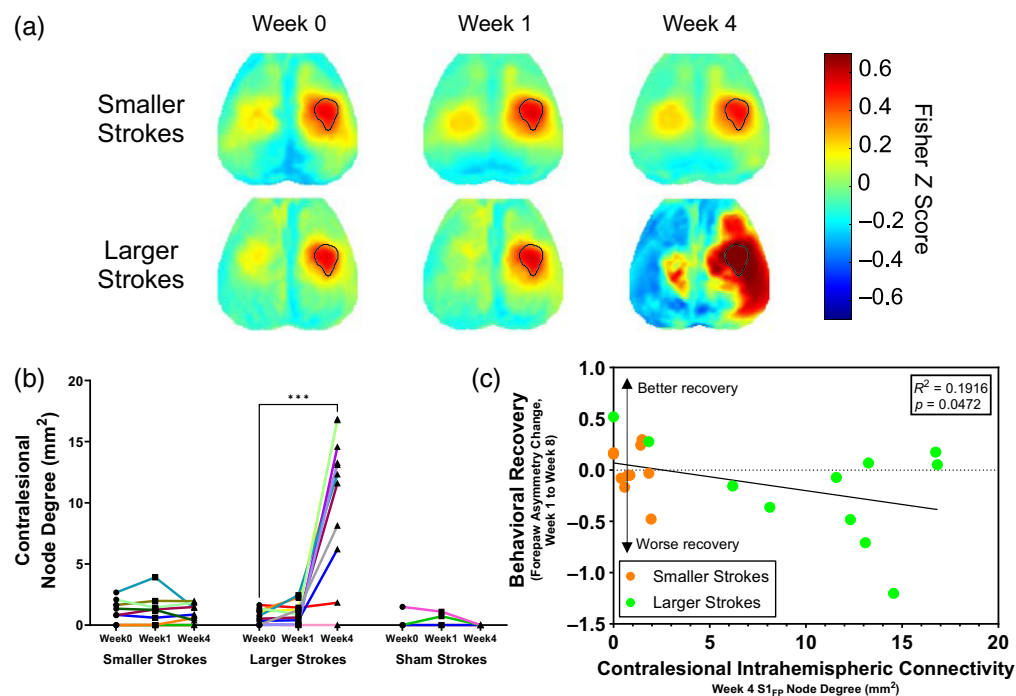 (a)
Week 0
Week 1
Week 4
Smaller
Strokes
Larger
Strokes
0.6
0.4
0.2
0
−0.2
−0.4
−0.6
Fisher Z Score
(b)
Contralesional
Node Degree (mm²)
20
15
10
5
0
***
Week0
Week1
Week4
Week0
Week1
Week4
Week0
Week1
Week4
Smaller Strokes
Larger Strokes
Sham Strokes
(c)
Behavioral Recovery
(Forepaw Asymmetry Change,
Week 1 to Week 8)
1.0
0.5
0.0
−0.5
−1.0
−1.5
Better recovery
Worse recovery
R² = 0.1916
p = 0.0472
Smaller Strokes
Larger Strokes
0
5
10
15
20
Contralesional Intrahemispheric Connectivity
Week 4 S1FP Node Degree (mm²)